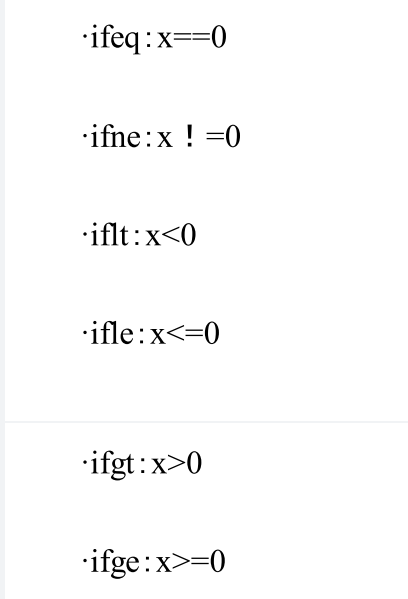 ·ifeq:x==0
·ifne:x ! =0
·iflt:x<0
·ifle:x<=0
·ifgt:x>0
·ifge:x>=0